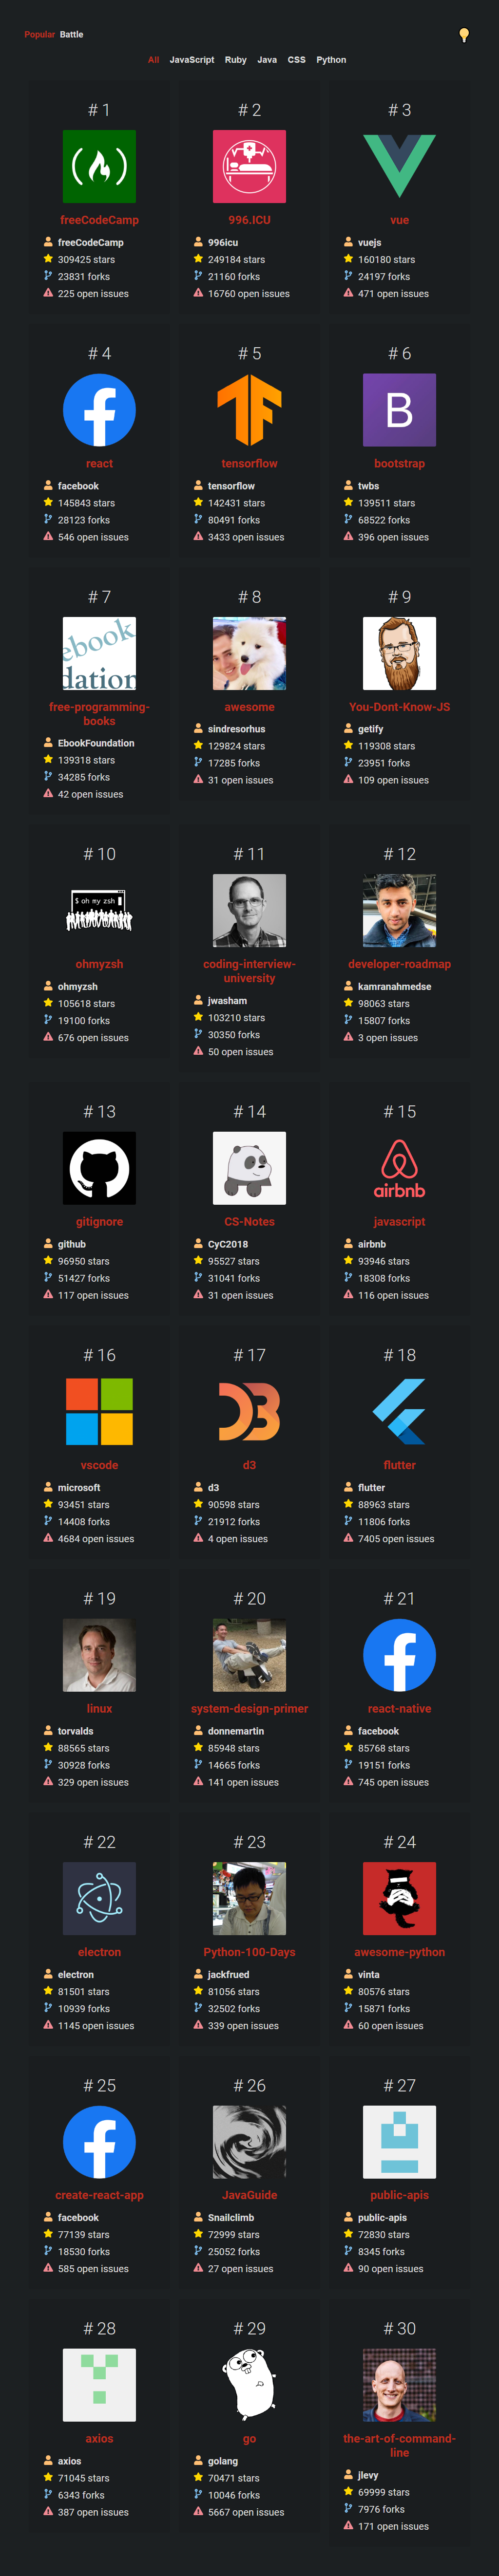 Popular Battle
All JavaScript Ruby Java CSS Python
# 1
freeCodeCamp
freeCodeCamp
309425 stars
23831 forks
225 open issues
# 2
996.ICU
996icu
249184 stars
21160 forks
16760 open issues
# 3
vue
vuejs
160180 stars
24197 forks
471 open issues
# 4
react
facebook
145843 stars
28123 forks
546 open issues
# 5
tensorflow
tensorflow
142431 stars
80491 forks
3433 open issues
# 6
B
bootstrap
twbs
139511 stars
68522 forks
396 open issues
# 7
ebook
dation
free-programming-
books
EbookFoundation
139318 stars
34285 forks
42 open issues
# 8
awesome
sindresorhus
129824 stars
17285 forks
31 open issues
# 9
You-Dont-Know-JS
getify
119308 stars
23951 forks
109 open issues
# 10
$ oh my zsh
ohmyzsh
ohmyzsh
105618 stars
19100 forks
676 open issues
# 11
coding-interview-
university
jwasham
103210 stars
30350 forks
50 open issues
# 12
developer-roadmap
kamranahmedse
98063 stars
15807 forks
3 open issues
# 13
gitignore
github
96950 stars
51427 forks
117 open issues
# 14
CS-Notes
CyC2018
95527 stars
31041 forks
31 open issues
# 15
airbnb
javascript
airbnb
93946 stars
18308 forks
116 open issues
# 16
vscode
microsoft
93451 stars
14408 forks
4684 open issues
# 17
d3
d3
90598 stars
21912 forks
4 open issues
# 18
flutter
flutter
88963 stars
11806 forks
7405 open issues
# 19
linux
torvalds
88565 stars
30928 forks
329 open issues
# 20
system-design-primer
donnemartin
85948 stars
14665 forks
141 open issues
# 21
react-native
facebook
85768 stars
19151 forks
745 open issues
# 22
electron
electron
81501 stars
10939 forks
1145 open issues
# 23
Python-100-Days
jackfrued
81056 stars
32502 forks
339 open issues
# 24
awesome-python
vinta
80576 stars
15871 forks
60 open issues
# 25
create-react-app
facebook
77139 stars
18530 forks
585 open issues
# 26
JavaGuide
Snailclimb
72999 stars
25052 forks
27 open issues
# 27
public-apis
public-apis
72830 stars
8345 forks
90 open issues
# 28
axios
axios
71045 stars
6343 forks
387 open issues
# 29
go
golang
70471 stars
10046 forks
5667 open issues
# 30
the-art-of-command-
line
jlevy
69999 stars
7976 forks
171 open issues